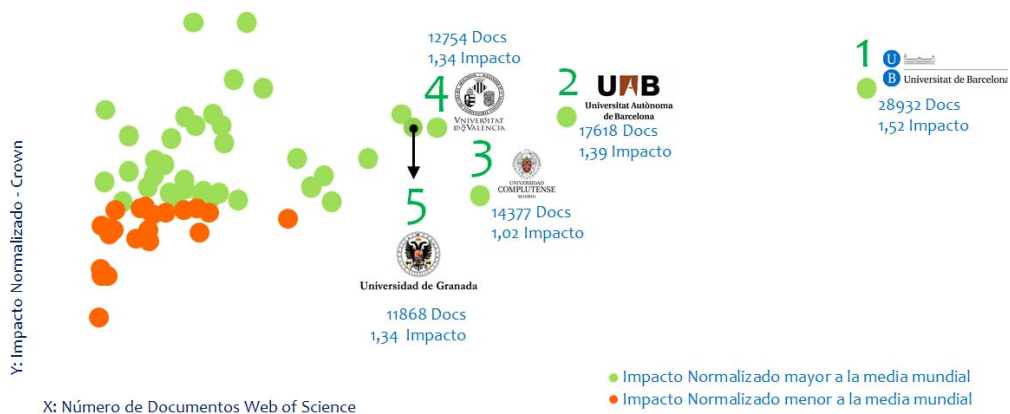 12754 Docs
1,34 Impacto
4
VNIVERSITAT
ID VALÈNCIA
2
UAB
Universitat Autònoma
de Barcelona
17618 Docs
1,39 Impacto
1
U
B
Universitat de Barcelona
28932 Docs
1,52 Impacto
3
UNIVERSIDAD
COMPLUTENSE
MADRID
14377 Docs
1,02 Impacto
5
Universidad de Granada
11868 Docs
1,34 Impacto
Y: Impacto Normalizado - Crown
X: Número de Documentos Web of Science
Impacto Normalizado mayor a la media mundial
Impacto Normalizado menor a la media mundial